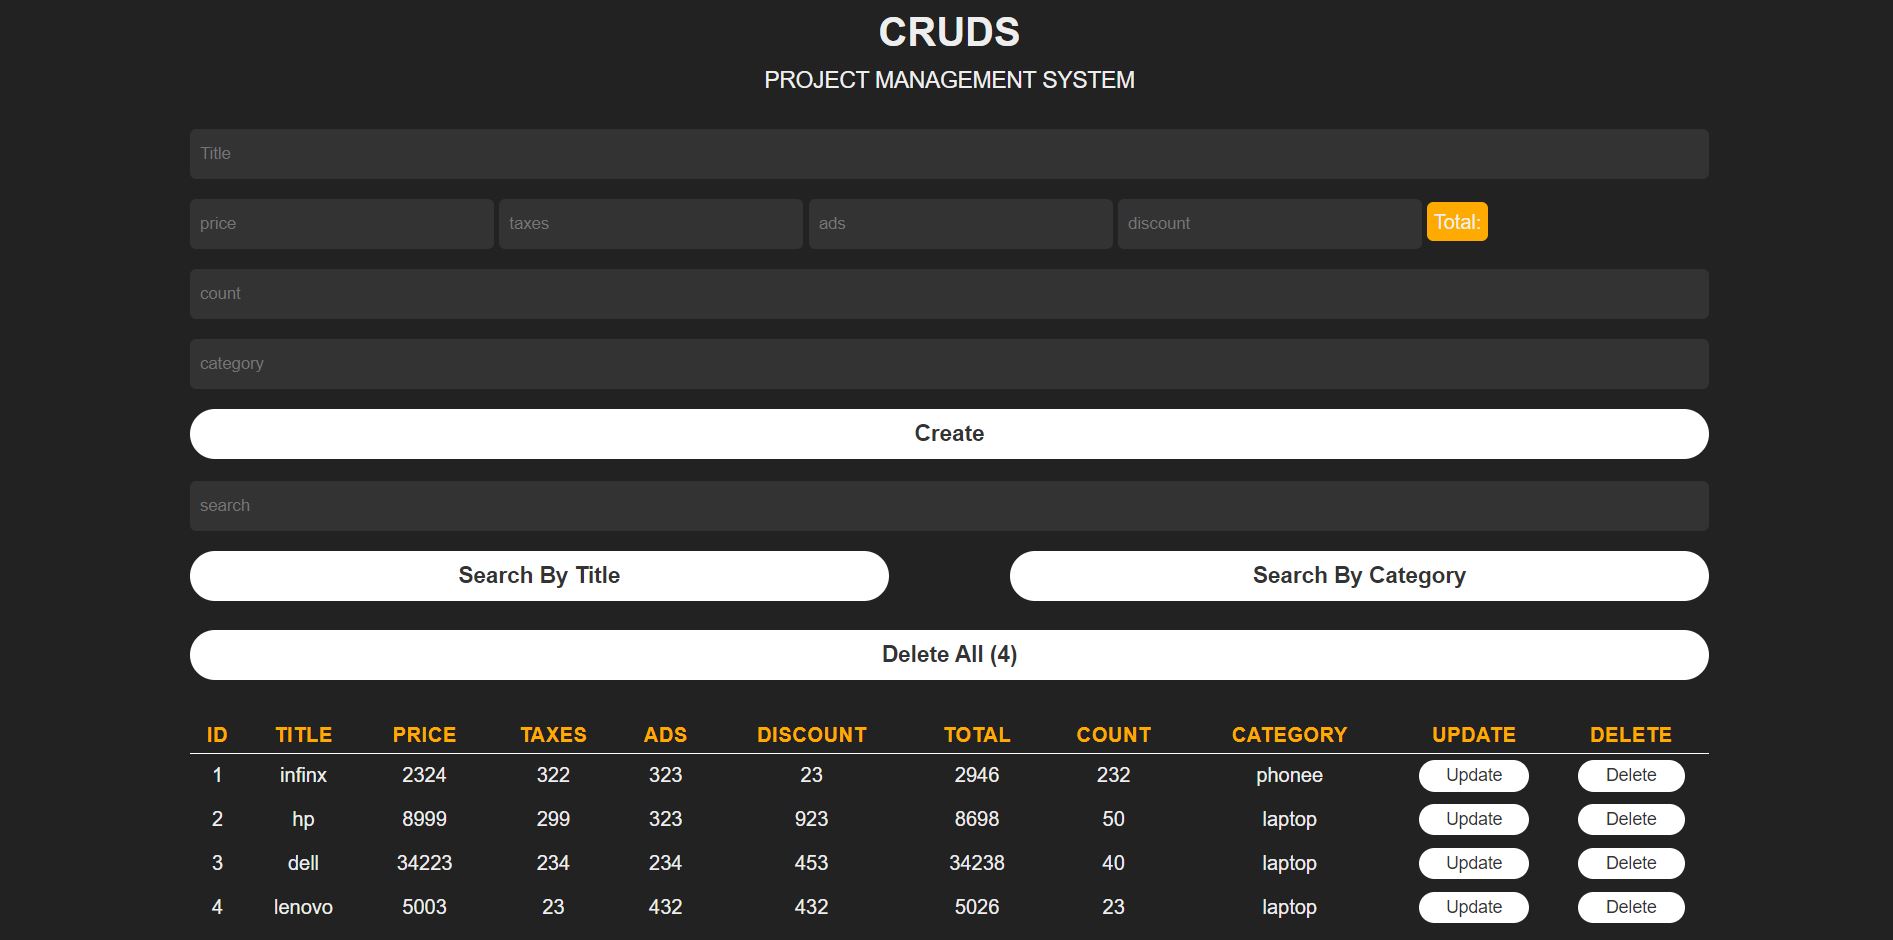 CRUDS
PROJECT MANAGEMENT SYSTEM
Title
price taxes ads discount Total:
count
category
Create
search
Search By Title Search By Category
Delete All (4)
ID TITLE PRICE TAXES ADS DISCOUNT TOTAL COUNT CATEGORY UPDATE DELETE
1 infinx 2324 322 323 23 2946 232 phonee Update Delete
2 hp 8999 299 323 923 8698 50 laptop Update Delete
3 dell 34223 234 234 453 34238 40 laptop Update Delete
4 lenovo 5003 23 432 432 5026 23 laptop Update Delete